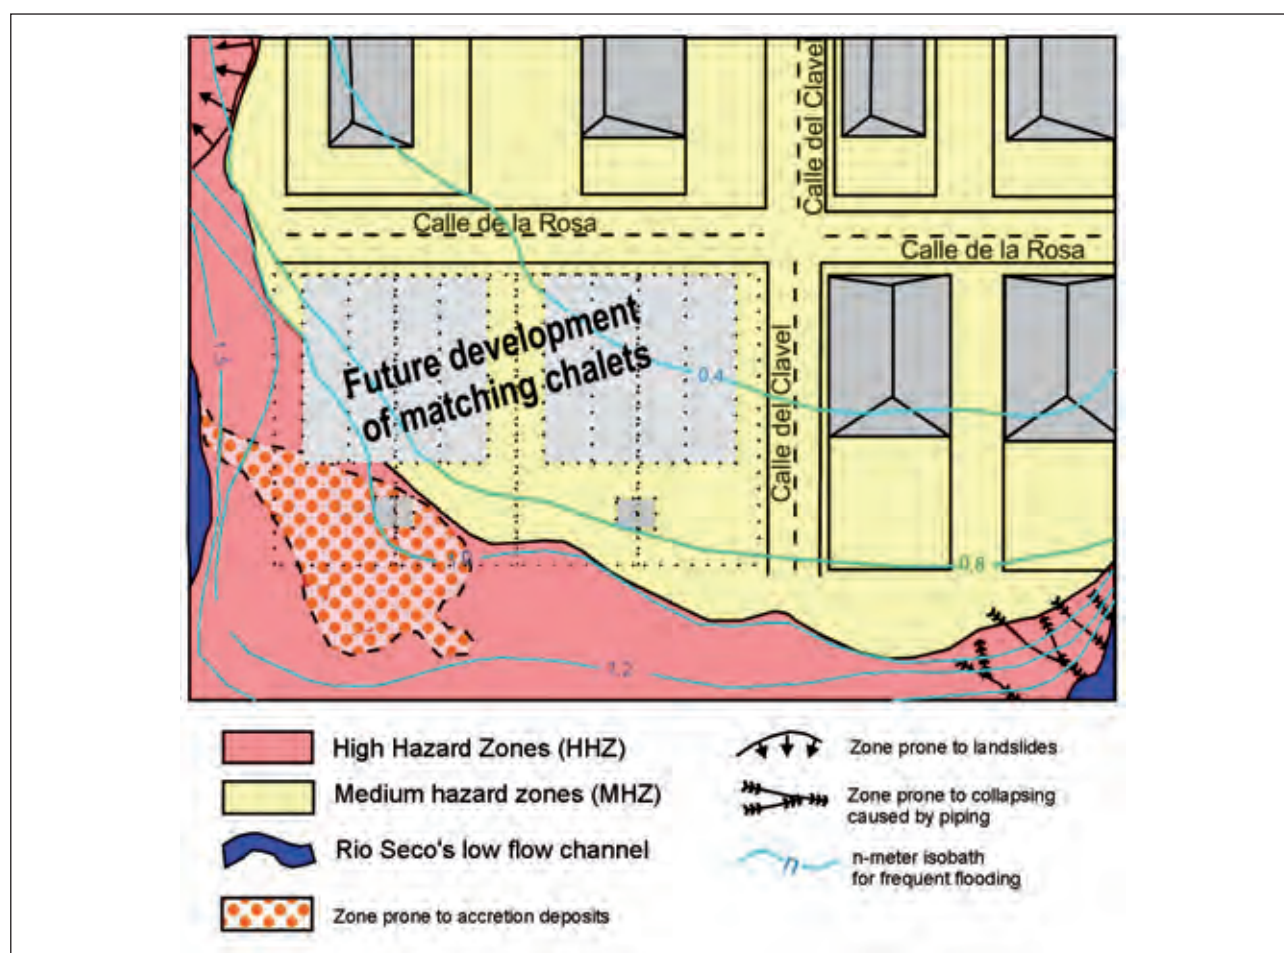 Calle del Clavel
Calle de la Rosa
Calle de la Rosa
Future development
of matching chalets
0,4
Calle del Clavel
1,5
0,8
1,2
High Hazard Zones (HHZ)
Medium hazard zones (MHZ)
Rio Seco's low flow channel
Zone prone to accretion deposits
Zone prone to landslides
Zone prone to collapsing
caused by piping
n
n-meter isobath
for frequent flooding